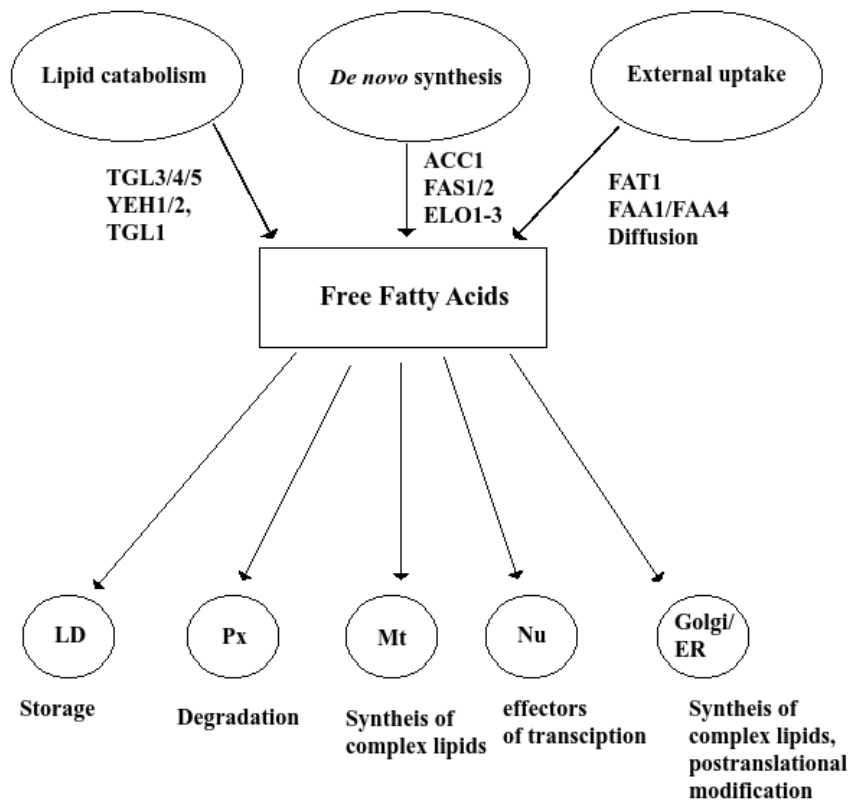 Lipid catabolism
De novo synthesis
External uptake
TGL3/4/5
YEH1/2,
TGL1
ACC1
FAS1/2
ELO1-3
FAT1
FAA1/FAA4
Diffusion
Free Fatty Acids
LD
Px
Mt
Nu
Golgi/
ER
Storage
Degradation
Syntheis of
complex lipids
effectors
of transciption
Syntheis of
complex lipids,
postranslational
modification